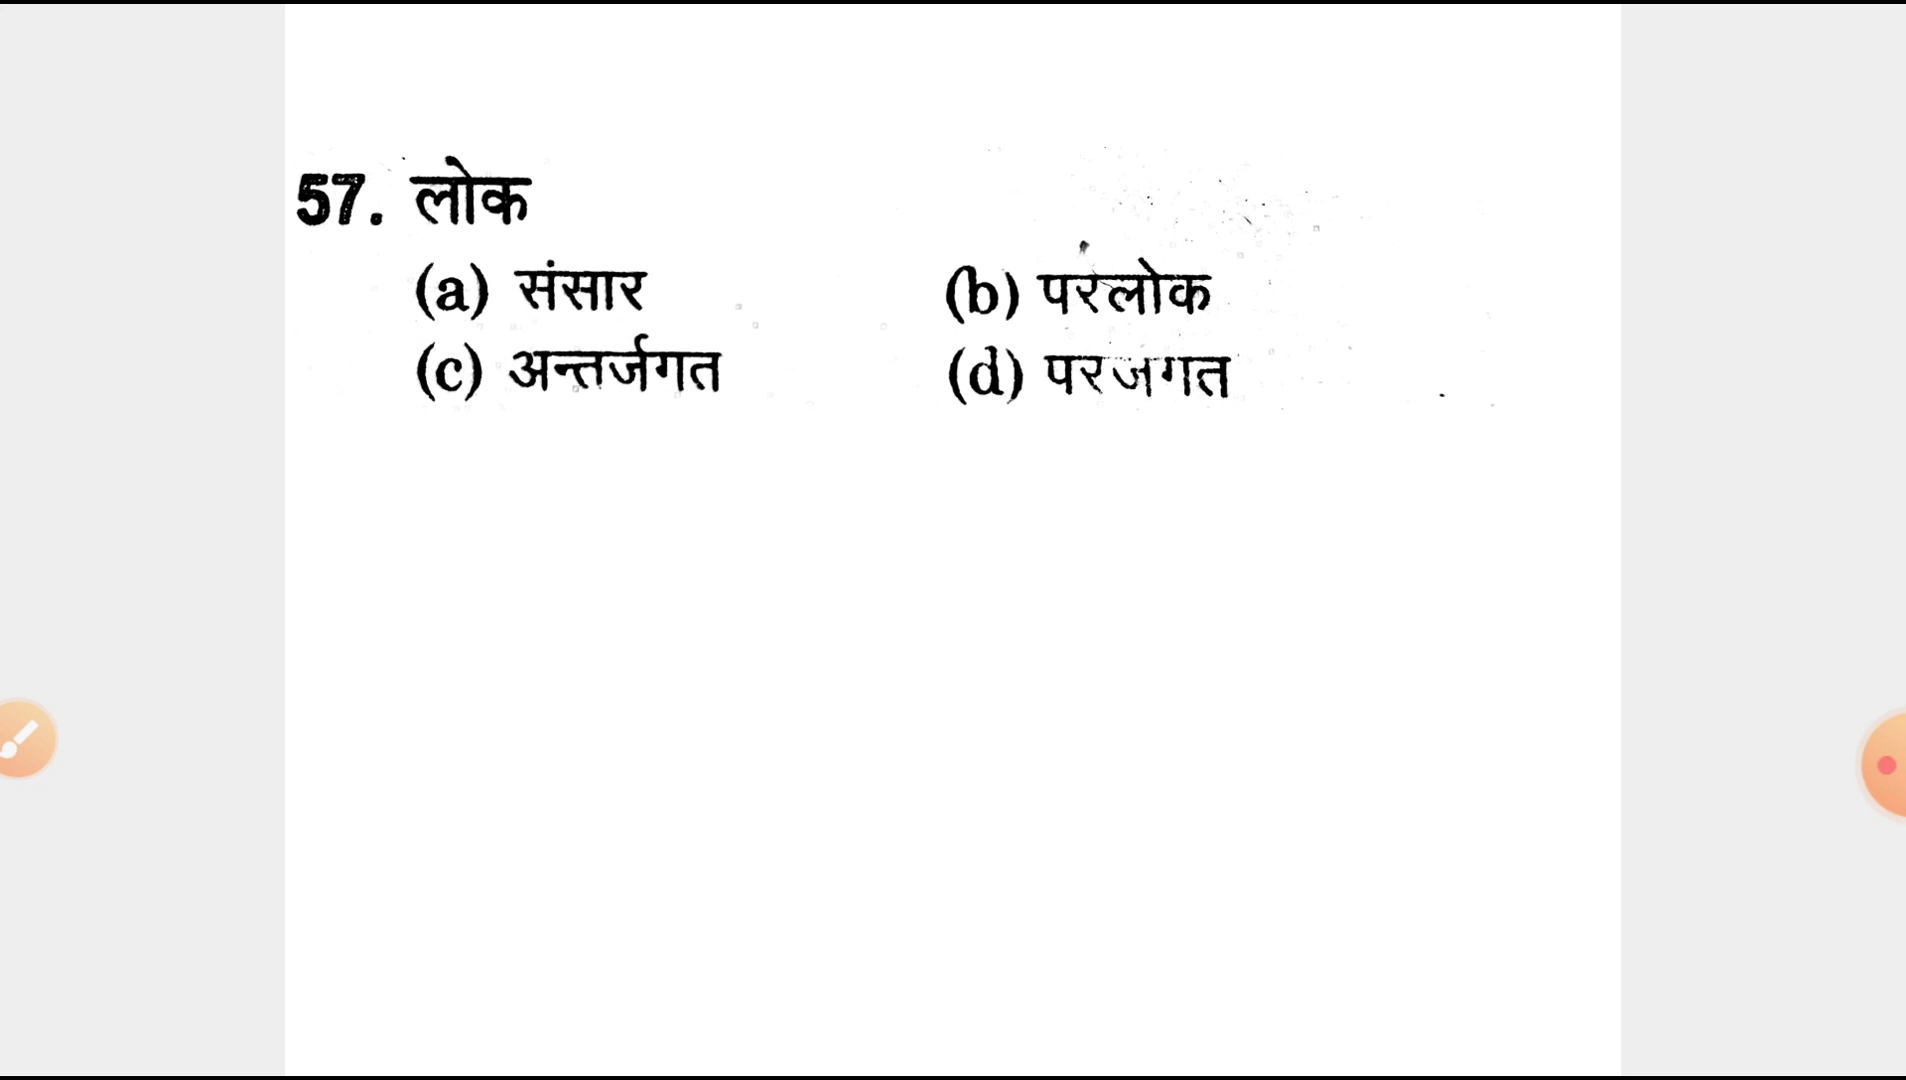 57. लोक
(a) संसार (b) परलोक
(c) अन्तर्जगत (d) परजगत